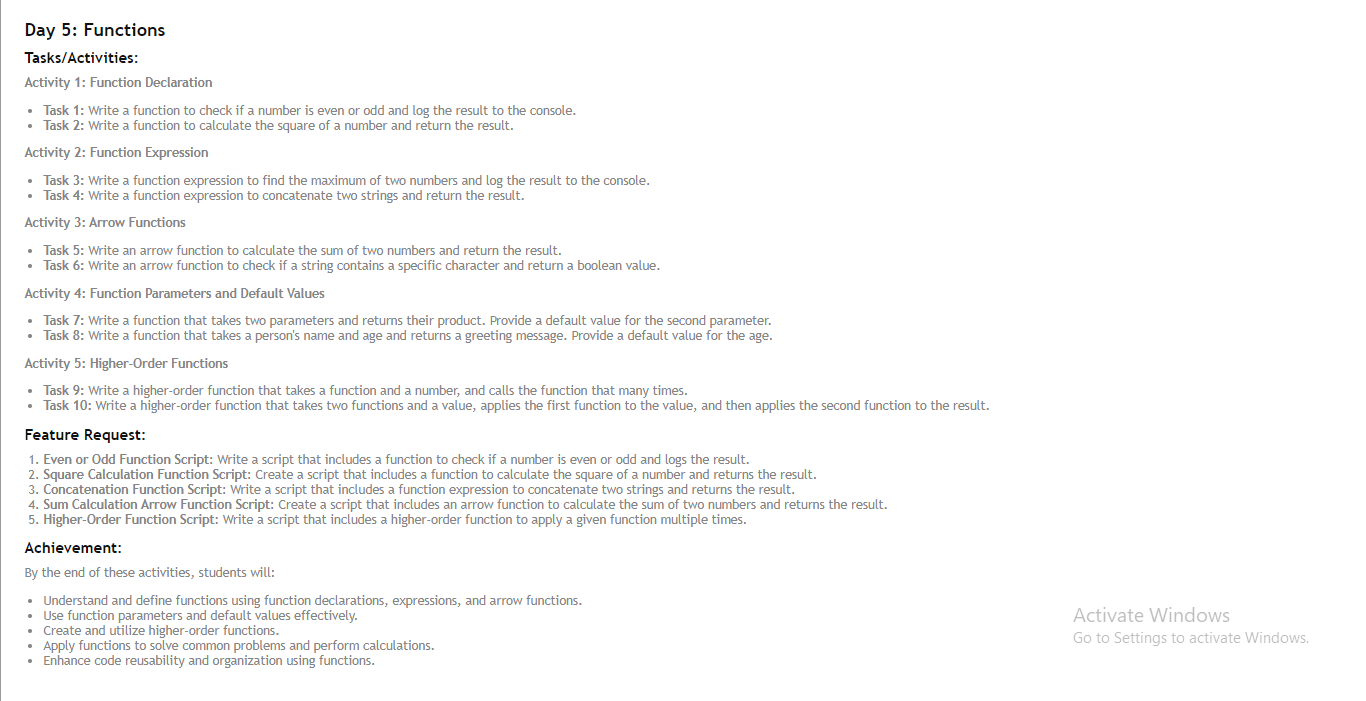 Day 5: Functions
Tasks/Activities:
Activity 1: Function Declaration
• Task 1: Write a function to check if a number is even or odd and log the result to the console.
• Task 2: Write a function to calculate the square of a number and return the result.
Activity 2: Function Expression
• Task 3: Write a function expression to find the maximum of two numbers and log the result to the console.
• Task 4: Write a function expression to concatenate two strings and return the result.
Activity 3: Arrow Functions
• Task 5: Write an arrow function to calculate the sum of two numbers and return the result.
• Task 6: Write an arrow function to check if a string contains a specific character and return a boolean value.
Activity 4: Function Parameters and Default Values
• Task 7: Write a function that takes two parameters and returns their product. Provide a default value for the second parameter.
• Task 8: Write a function that takes a person's name and age and returns a greeting message. Provide a default value for the age.
Activity 5: Higher-Order Functions
• Task 9: Write a higher-order function that takes a function and a number, and calls the function that many times.
• Task 10: Write a higher-order function that takes two functions and a value, applies the first function to the value, and then applies the second function to the result.
Feature Request:
1. Even or Odd Function Script: Write a script that includes a function to check if a number is even or odd and logs the result.
2. Square Calculation Function Script: Create a script that includes a function to calculate the square of a number and returns the result.
3. Concatenation Function Script: Write a script that includes a function expression to concatenate two strings and returns the result.
4. Sum Calculation Arrow Function Script: Create a script that includes an arrow function to calculate the sum of two numbers and returns the result.
5. Higher-Order Function Script: Write a script that includes a higher-order function to apply a given function multiple times.
Achievement:
By the end of these activities, students will:
• Understand and define functions using function declarations, expressions, and arrow functions.
• Use function parameters and default values effectively.
• Create and utilize higher-order functions.
• Apply functions to solve common problems and perform calculations.
• Enhance code reusability and organization using functions.
Activate Windows
Go to Settings to activate Windows.